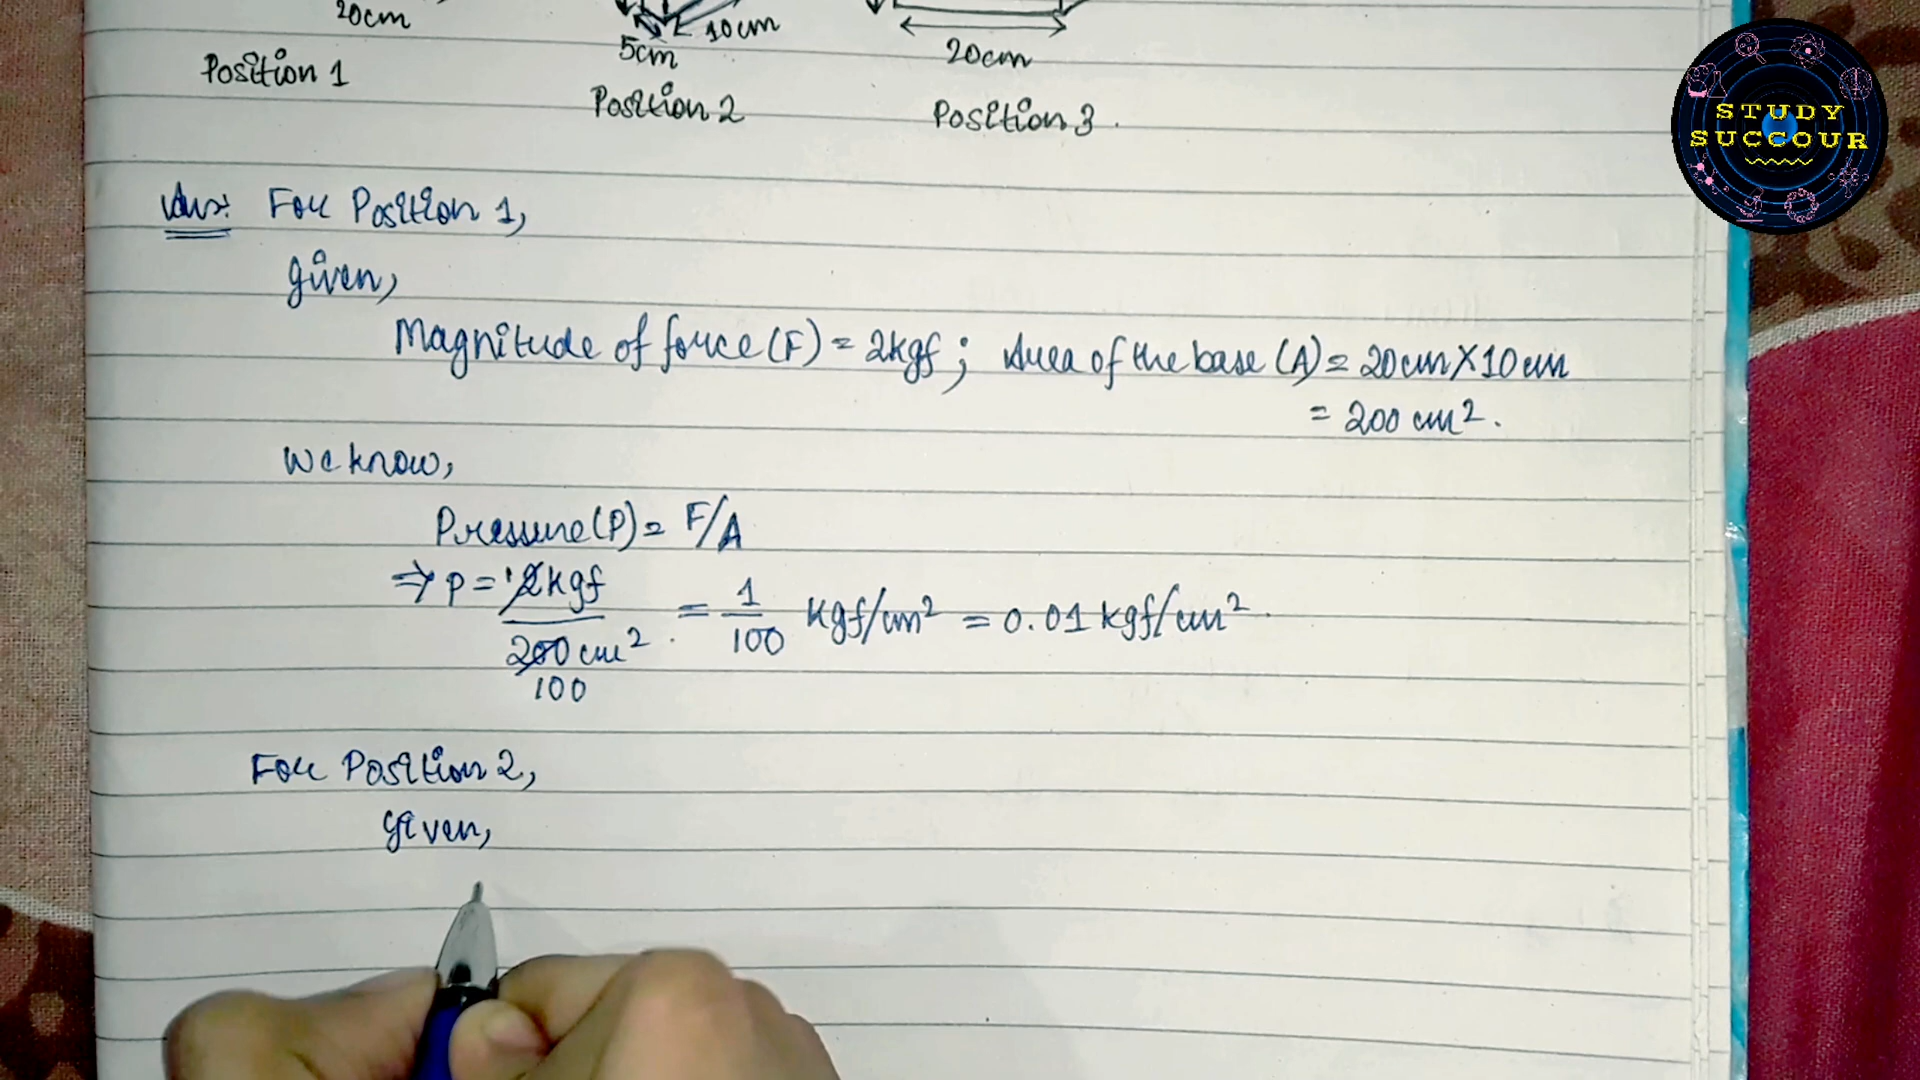 20cm
5cm
10cm
20cm
Position 1
Position 2
Position 3.
Ans: For Position 1,
given,
Magnitude of force (F) = 2kgf ; Area of the base (A) = 20cm X 10cm
= 200 cm².
We know,
Pressure (P) = F/A
⇒ P = 1 2kgf / 200 cm² 100 = 1/100 kgf/cm² = 0.01 kgf/cm².
For Position 2,
given,
STUDY
SUCCOUR